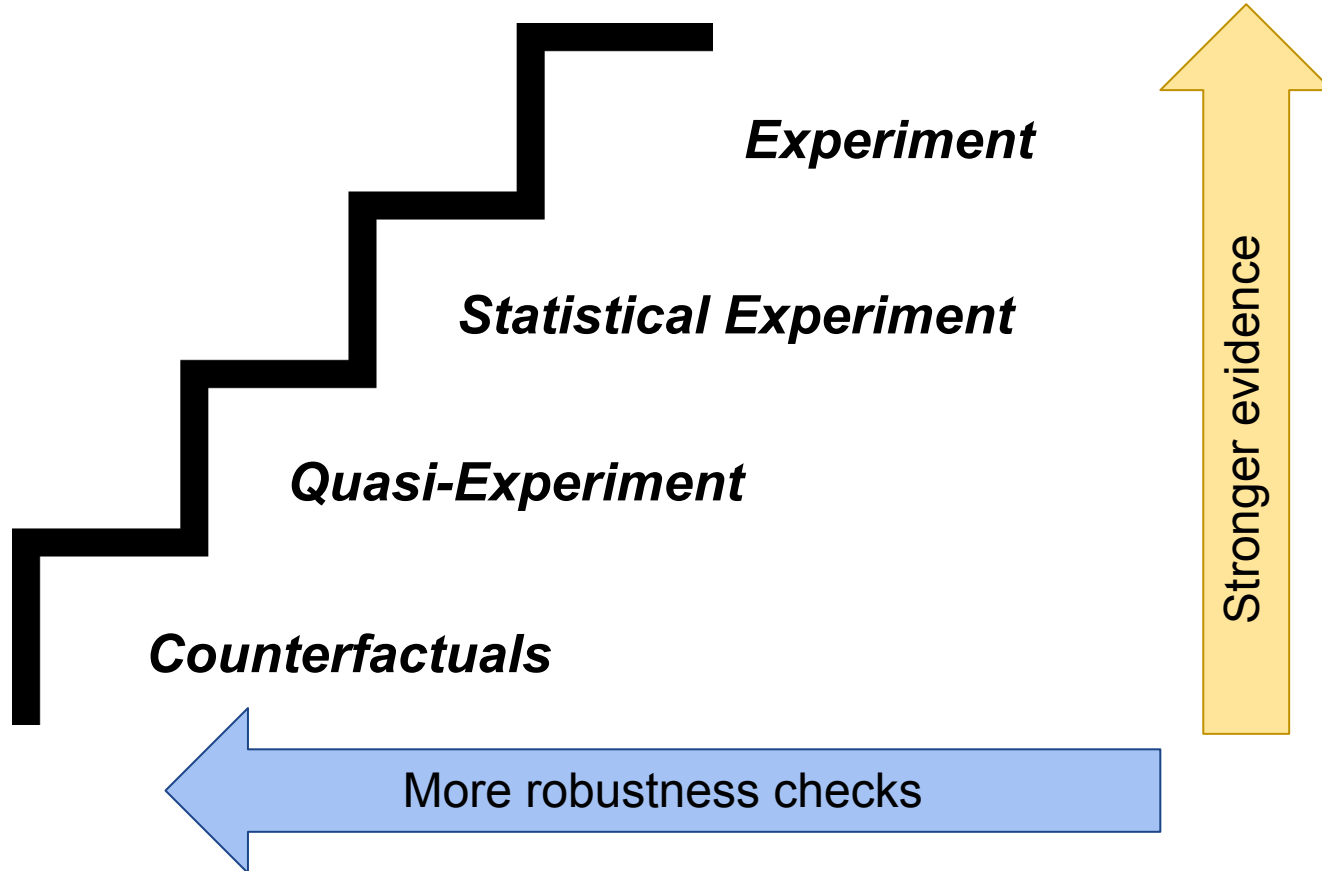 Experiment
Statistical Experiment
Quasi-Experiment
Counterfactuals
More robustness checks
Stronger evidence